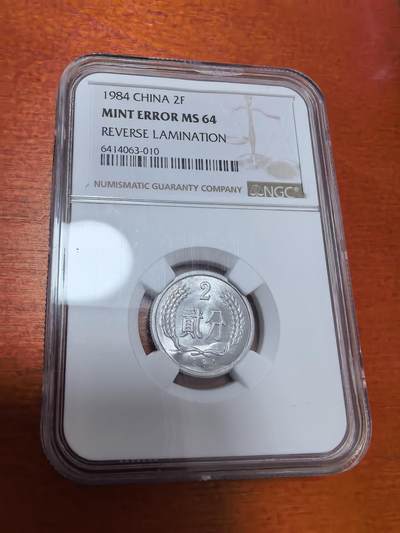 1984 CHINA 2F
MINT ERROR MS 64
REVERSE LAMINATION
6414063-010
NUMISMATIC GUARANTY COMPANY NGC®
2
贰分